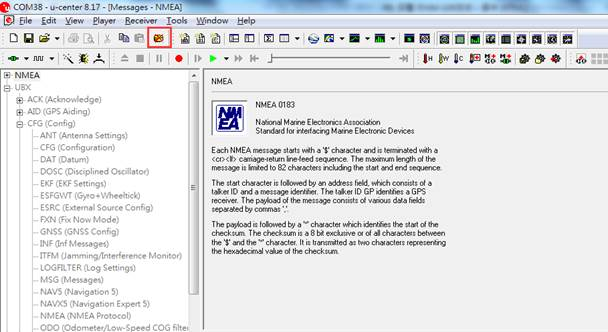 COM38 - u-center 8.17 - [Messages - NMEA]
File Edit View Player Receiver Tools Window Help
NMEA
UBX
ACK (Acknowledge)
AID (GPS Aiding)
CFG (Config)
ANT (Antenna Settings)
CFG (Configuration)
DAT (Datum)
DOSC (Disciplined Oscillator)
EKF (EKF Settings)
ESFGWT (Gyro+Wheeltick)
ESRC (External Source Config)
FXN (Fix Now Mode)
GNSS (GNSS Config)
INF (Inf Messages)
ITFM (Jamming/Interference Monitor)
LOGFILTER (Log Settings)
MSG (Messages)
NAV5 (Navigation 5)
NAVX5 (Navigation Expert 5)
NMEA (NMEA Protocol)
ODO (Odometer/Low-Speed COG filter
NMEA
NM
EA
NMEA 0183
National Marine Electronics Association
Standard for interfacing Marine Electronic Devices
Each NMEA message starts with a '$' character and is terminated with a
<cr><lf> carriage-return line-feed sequence. The maximum length of the
message is limited to 82 characters including the start and end sequence.
The start character is followed by an address field, which consists of a
talker ID and a message identifier. The talker ID GP identifies a GPS
receiver. The payload of the message consists of various data fields
separated by commas ','.
The payload is followed by a '*' character which identifies the start of the
checksum. The checksum is a 8 bit exclusive or of all characters between
the '$' and the '*' character. It is transmitted as two characters representing
the hexadecimal value of the checksum.